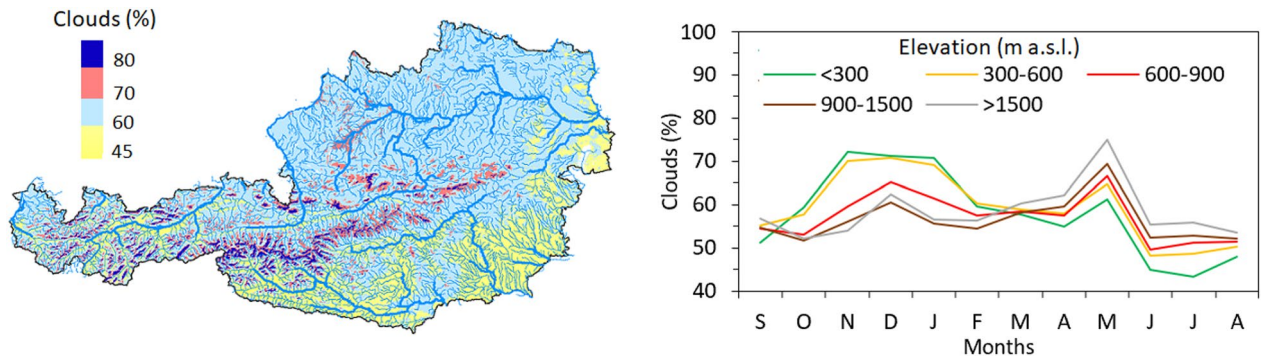 Clouds (%)
80
70
60
45
100
90
80
70
60
50
40
Clouds (%)
Elevation (m a.s.l.)
<300 300-600 600-900
900-1500 >1500
S O N D J F M A M J J A
Months